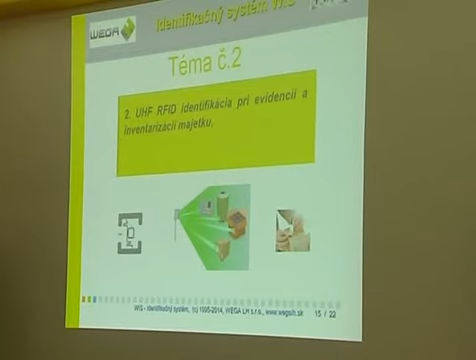 WEGA
Identifikačný systém WIS
Téma č.2
2. UHF RFID identifikácia pri evidencii a
inventarizácii majetku.
WIS - Identifikačný systém, (c) 1995-2014, WEGA LH s.r.o., www.wegalh.sk 15 / 22